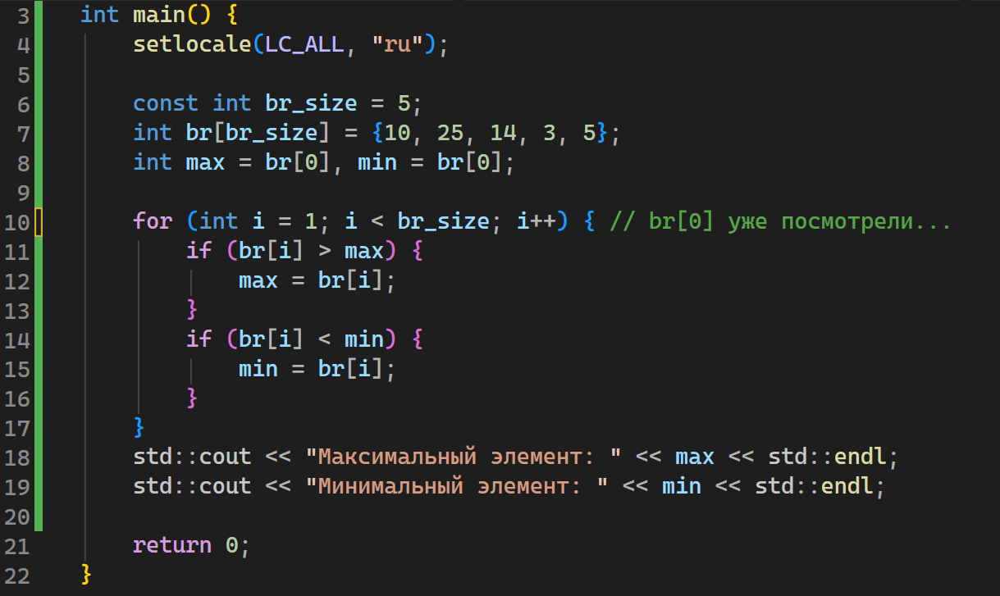 3 int main() {
4     setlocale(LC_ALL, "ru");
5
6     const int br_size = 5;
7     int br[br_size] = {10, 25, 14, 3, 5};
8     int max = br[0], min = br[0];
9
10     for (int i = 1; i < br_size; i++) { // br[0] уже посмотрели...
11         if (br[i] > max) {
12             max = br[i];
13         }
14         if (br[i] < min) {
15             min = br[i];
16         }
17     }
18     std::cout << "Максимальный элемент: " << max << std::endl;
19     std::cout << "Минимальный элемент: " << min << std::endl;
20
21     return 0;
22 }